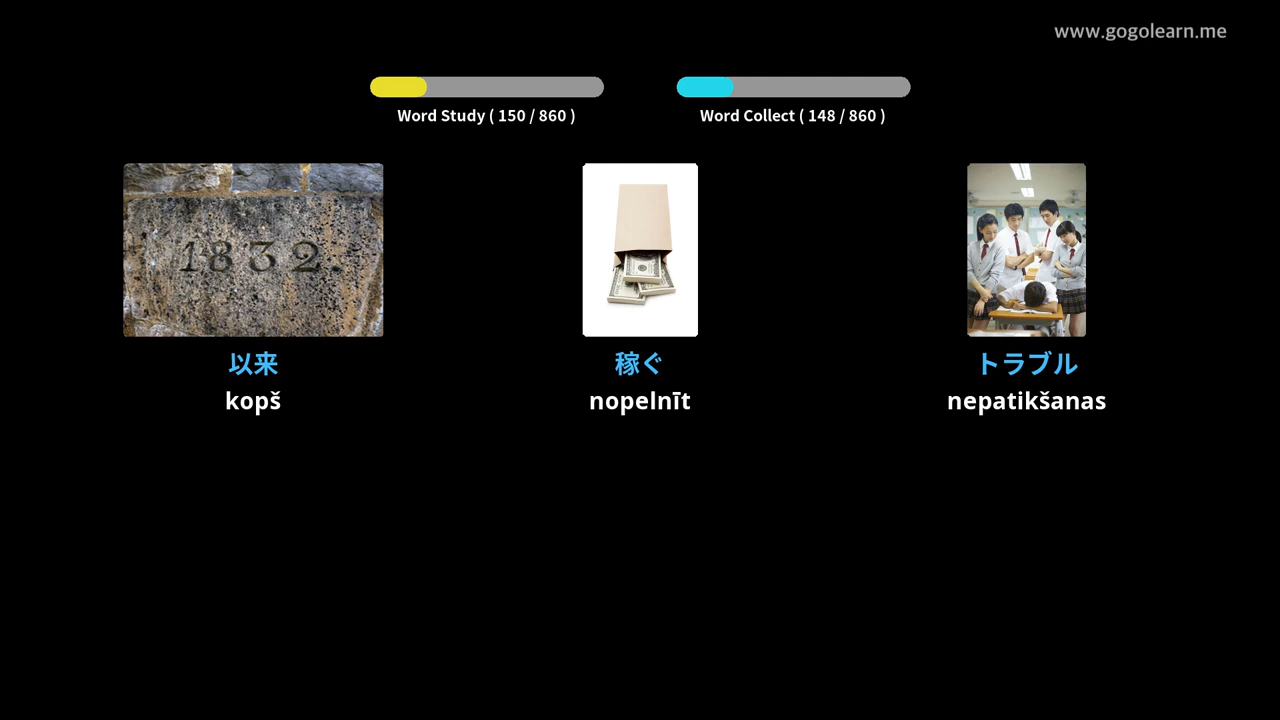 www.gogolearn.me
Word Study ( 150 / 860 )
Word Collect ( 148 / 860 )
1832.
以来
kopš
稼ぐ
nopelnīt
トラブル
nepatikšanas